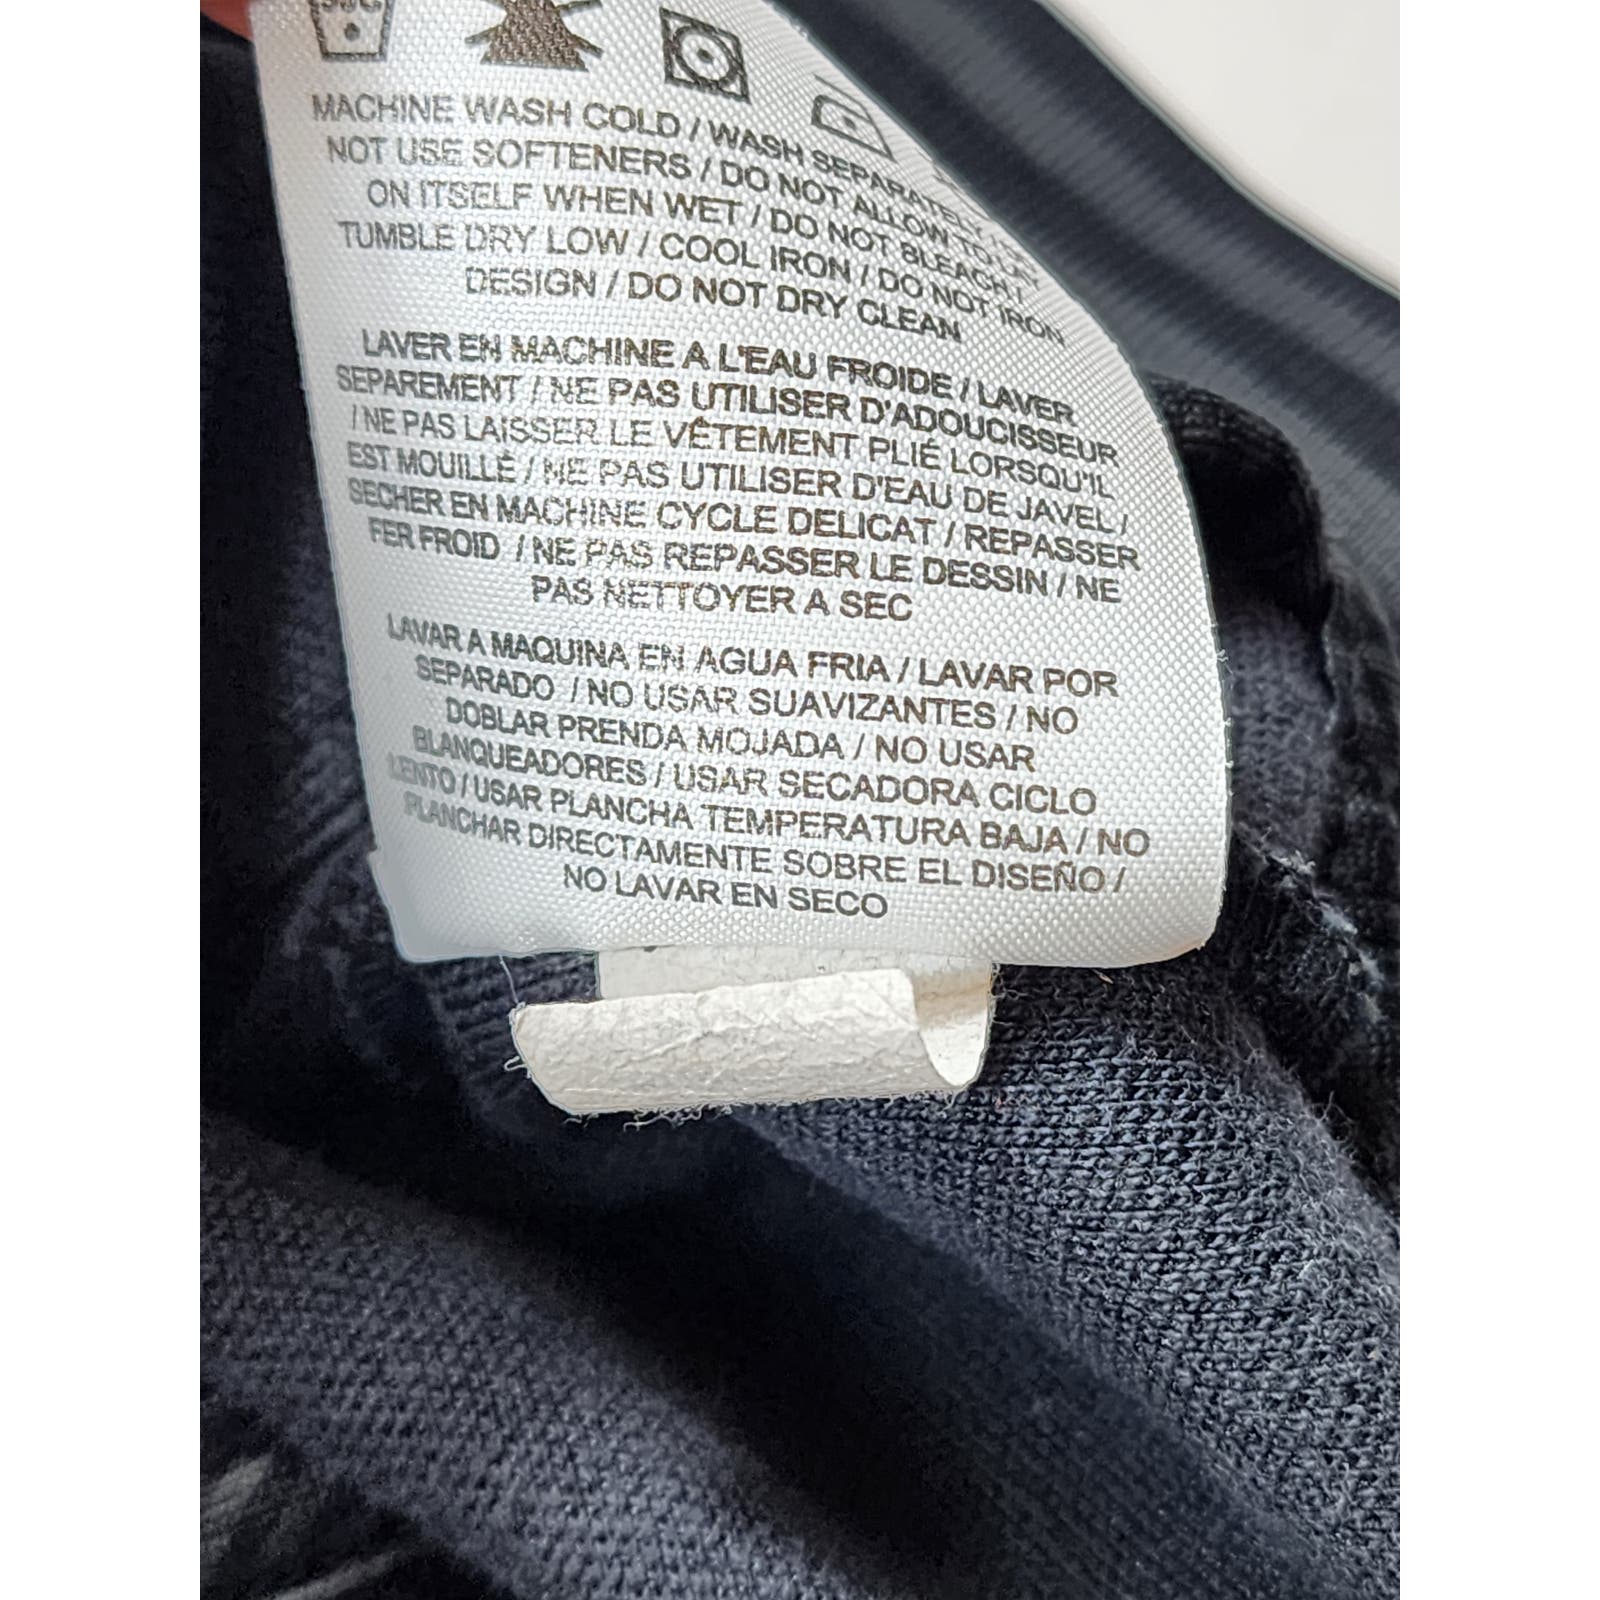 30C
MACHINE WASH COLD / WASH SEPARATELY /
NOT USE SOFTENERS / DO NOT ALLOW TO LAY
ON ITSELF WHEN WET / DO NOT BLEACH /
TUMBLE DRY LOW / COOL IRON / DO NOT IRON
DESIGN / DO NOT DRY CLEAN
LAVER EN MACHINE A L'EAU FROIDE / LAVER
SEPAREMENT / NE PAS UTILISER D'ADOUCISSEUR
/ NE PAS LAISSER LE VÊTEMENT PLIÉ LORSQU'IL
EST MOUILLÉ / NE PAS UTILISER D'EAU DE JAVEL /
SECHER EN MACHINE CYCLE DELICAT / REPASSER
FER FROID / NE PAS REPASSER LE DESSIN / NE
PAS NETTOYER A SEC
LAVAR A MAQUINA EN AGUA FRIA / LAVAR POR
SEPARADO / NO USAR SUAVIZANTES / NO
DOBLAR PRENDA MOJADA / NO USAR
BLANQUEADORES / USAR SECADORA CICLO
LENTO / USAR PLANCHA TEMPERATURA BAJA / NO
PLANCHAR DIRECTAMENTE SOBRE EL DISEÑO /
NO LAVAR EN SECO